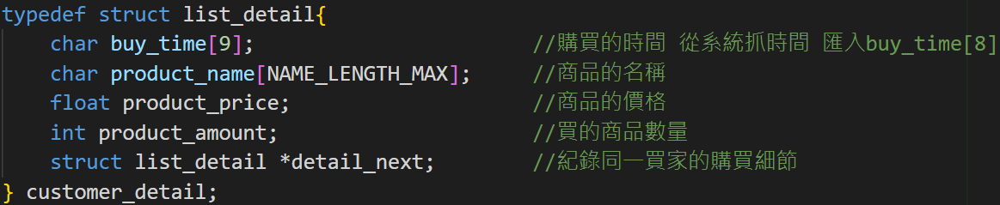 typedef struct list_detail{
    char buy_time[9];                       //購買的時間 從系統抓時間 匯入buy_time[8]
    char product_name[NAME_LENGTH_MAX];     //商品的名稱
    float product_price;                    //商品的價格
    int product_amount;                     //買的商品數量
    struct list_detail *detail_next;        //紀錄同一買家的購買細節
} customer_detail;